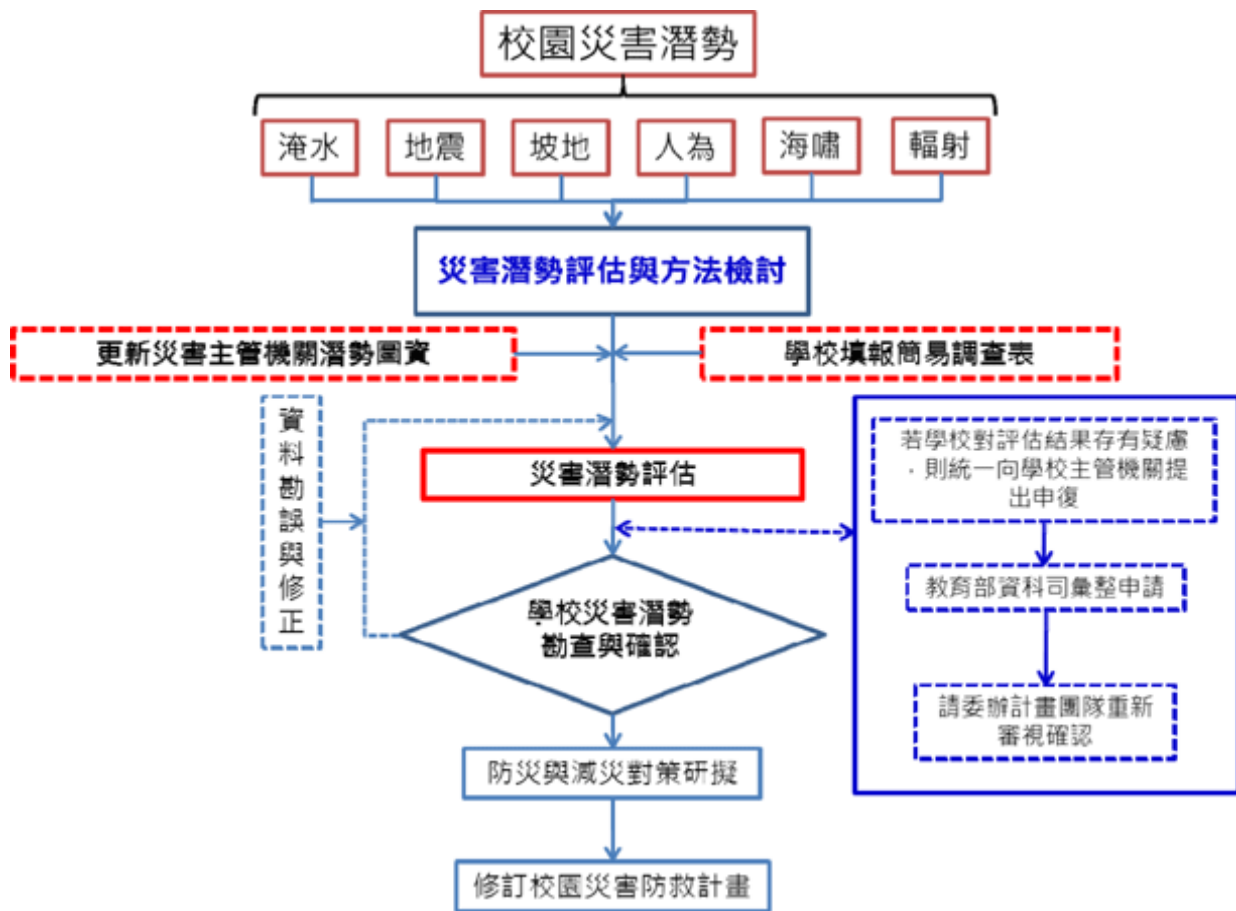 校園災害潛勢
淹水
地震
坡地
人為
海嘯
輻射
災害潛勢評估與方法檢討
更新災害主管機關潛勢圖資
學校填報簡易調查表
資料勘誤與修正
災害潛勢評估
若學校對評估結果存有疑慮
，則統一向學校主管機關提
出申復
教育部資科司彙整申請
學校災害潛勢
勘查與確認
請委辦計畫團隊重新
審視確認
防災與減災對策研擬
修訂校園災害防救計畫